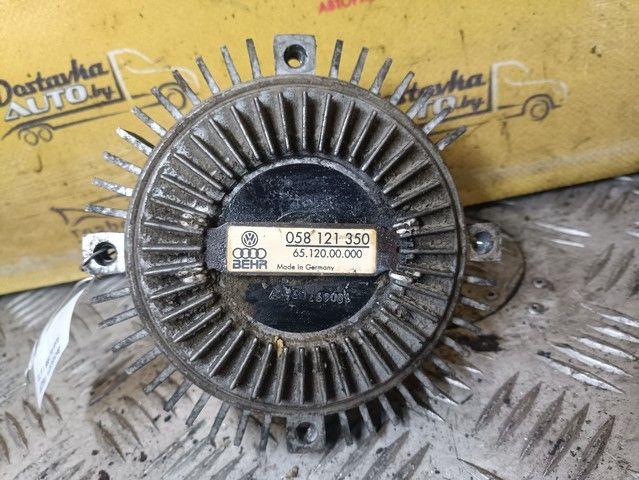 Dostavka
AUTO.by
Dostavka
AUTO.by
058 121 350
65.120.00.000
BEHR
Made in Germany